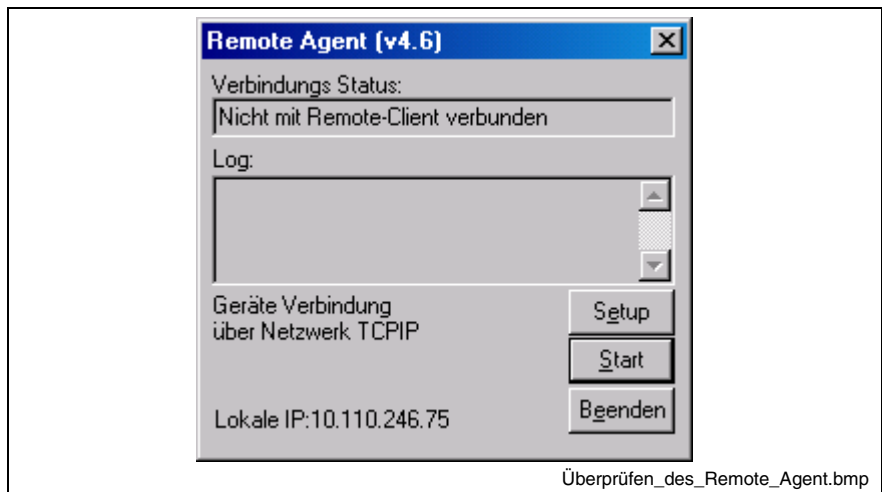 Remote Agent (v4.6)
Verbindungs Status:
Nicht mit Remote-Client verbunden
Log:
Geräte Verbindung
über Netzwerk TCPIP
Setup
Start
Lokale IP:10.110.246.75
Beenden
Überprüfen_des_Remote_Agent.bmp